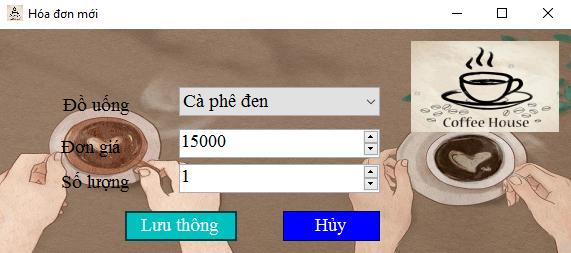 Hóa đơn mới
Coffee House
Đồ uống
Cà phê đen
Đơn giá
15000
Số lượng
1
Lưu thông
Hủy